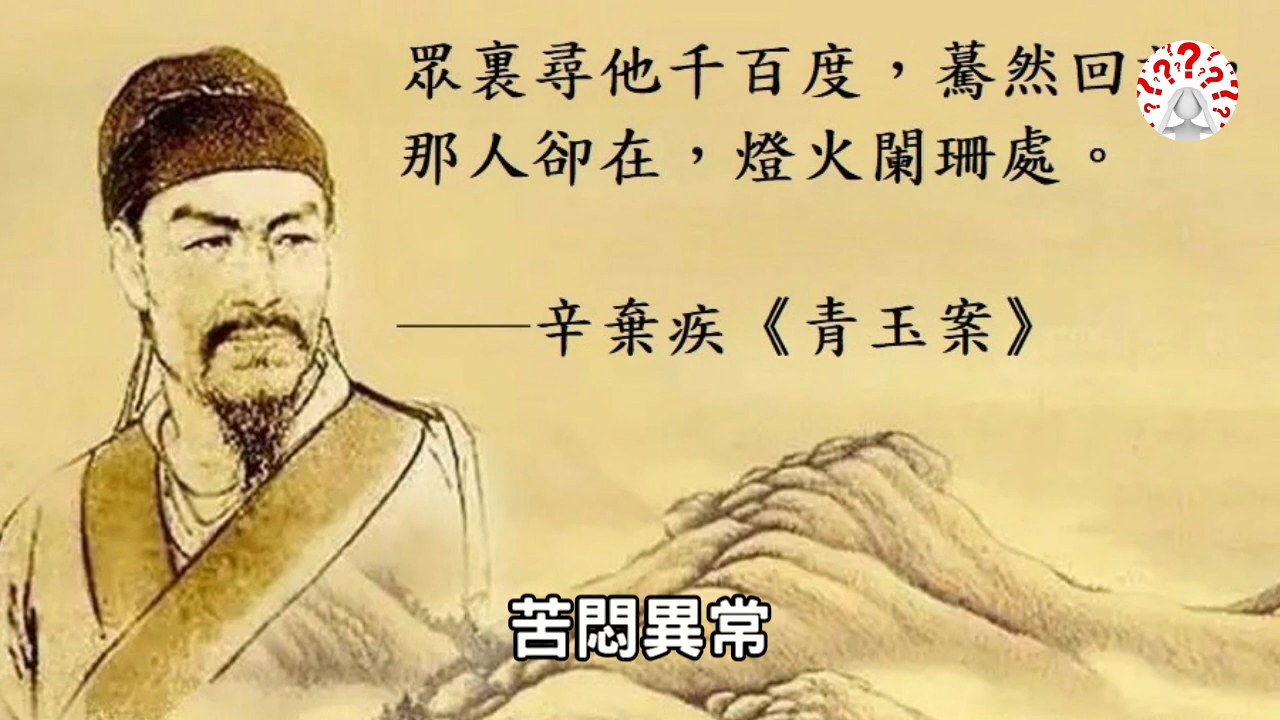 眾裏尋他千百度，驀然回
那人卻在，燈火闌珊處。
——辛棄疾《青玉案》
苦悶異常